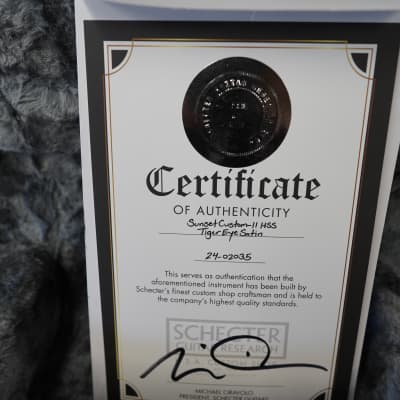 Certificate
OF AUTHENTICITY
Sunset Custom-II HSS
Tiger Eye Satin
24-02035
This serves as authentication that the
aforementioned instrument has been built by
Schecter's finest custom shop craftsman and is held to
the company's highest quality standards.
SCHECTER
GUITAR RESEARCH
MICHAEL CIRAVOLO
PRESIDENT, SCHECTER GUITARS